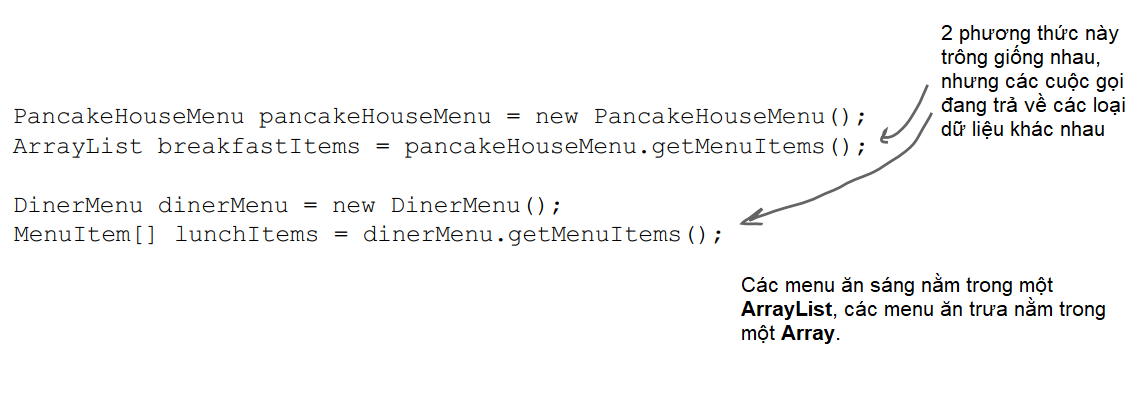 2 phương thức này
trông giống nhau,
nhưng các cuộc gọi
đang trả về các loại
dữ liệu khác nhau
PancakeHouseMenu pancakeHouseMenu = new PancakeHouseMenu();
ArrayList breakfastItems = pancakeHouseMenu.getMenuItems();
DinerMenu dinerMenu = new DinerMenu();
MenuItem[] lunchItems = dinerMenu.getMenuItems();
Các menu ăn sáng nằm trong một
ArrayList, các menu ăn trưa nằm trong
một Array.